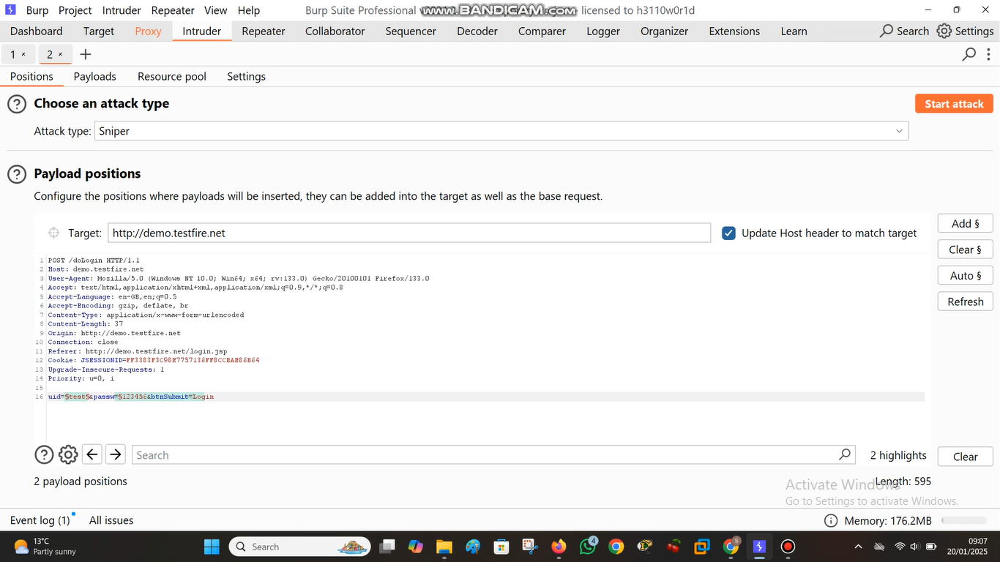 Burp Project Intruder Repeater View Help Burp Suite Professional www.BANDICAM.com licensed to h3110w0r1d
Dashboard Target Proxy Intruder Repeater Collaborator Sequencer Decoder Comparer Logger Organizer Extensions Learn Search Settings
1 × 2 × +
Positions Payloads Resource pool Settings
? Choose an attack type Start attack
Attack type: Sniper
? Payload positions
Configure the positions where payloads will be inserted, they can be added into the target as well as the base request.
Target: http://demo.testfire.net Update Host header to match target Add §
Clear §
Auto §
Refresh
1 POST /doLogin HTTP/1.1
2 Host: demo.testfire.net
3 User-Agent: Mozilla/5.0 (Windows NT 10.0; Win64; x64; rv:133.0) Gecko/20100101 Firefox/133.0
4 Accept: text/html,application/xhtml+xml,application/xml;q=0.9,*/*;q=0.8
5 Accept-Language: en-GB,en;q=0.5
6 Accept-Encoding: gzip, deflate, br
7 Content-Type: application/x-www-form-urlencoded
8 Content-Length: 37
9 Origin: http://demo.testfire.net
10 Connection: close
11 Referer: http://demo.testfire.net/login.jsp
12 Cookie: JSESSIONID=FF3383F3C98E7757136FF8CCBAE86B64
13 Upgrade-Insecure-Requests: 1
14 Priority: u=0, i
15
16 uid=§test§&passw=§123456&btnSubmit=Login
? Search 2 highlights Clear
2 payload positions Length: 595
Activate Windows
Go to Settings to activate Windows.
Event log (1) All issues Memory: 176.2MB
13°C
Partly sunny
Search
4
S
09:07
20/01/2025